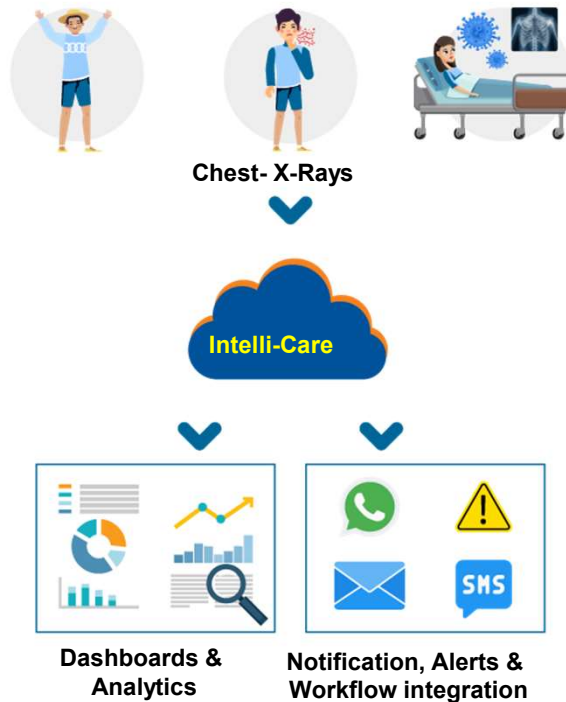 Chest- X-Rays
Intelli-Care
SMS
Dashboards &
Analytics
Notification, Alerts &
Workflow integration